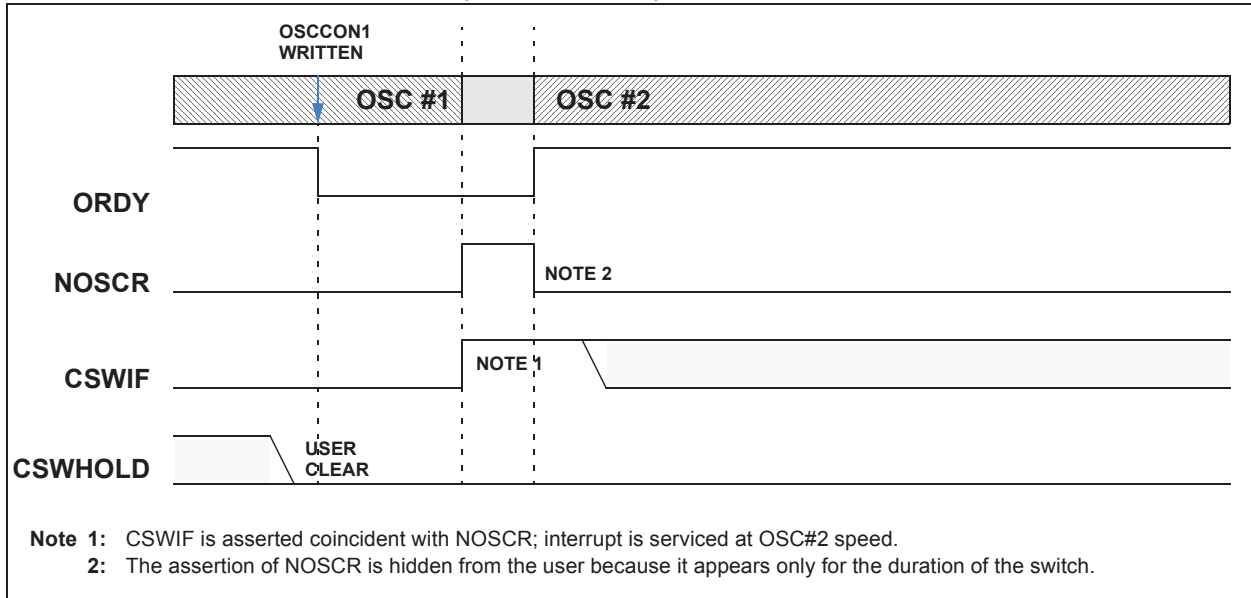 OSCCON1
WRITTEN
OSC #1
OSC #2
ORDY
NOSCR
NOTE 2
CSWIF
NOTE 1
CSWHOLD
USER
CLEAR
Note 1: CSWIF is asserted coincident with NOSCR; interrupt is serviced at OSC#2 speed.
2: The assertion of NOSCR is hidden from the user because it appears only for the duration of the switch.